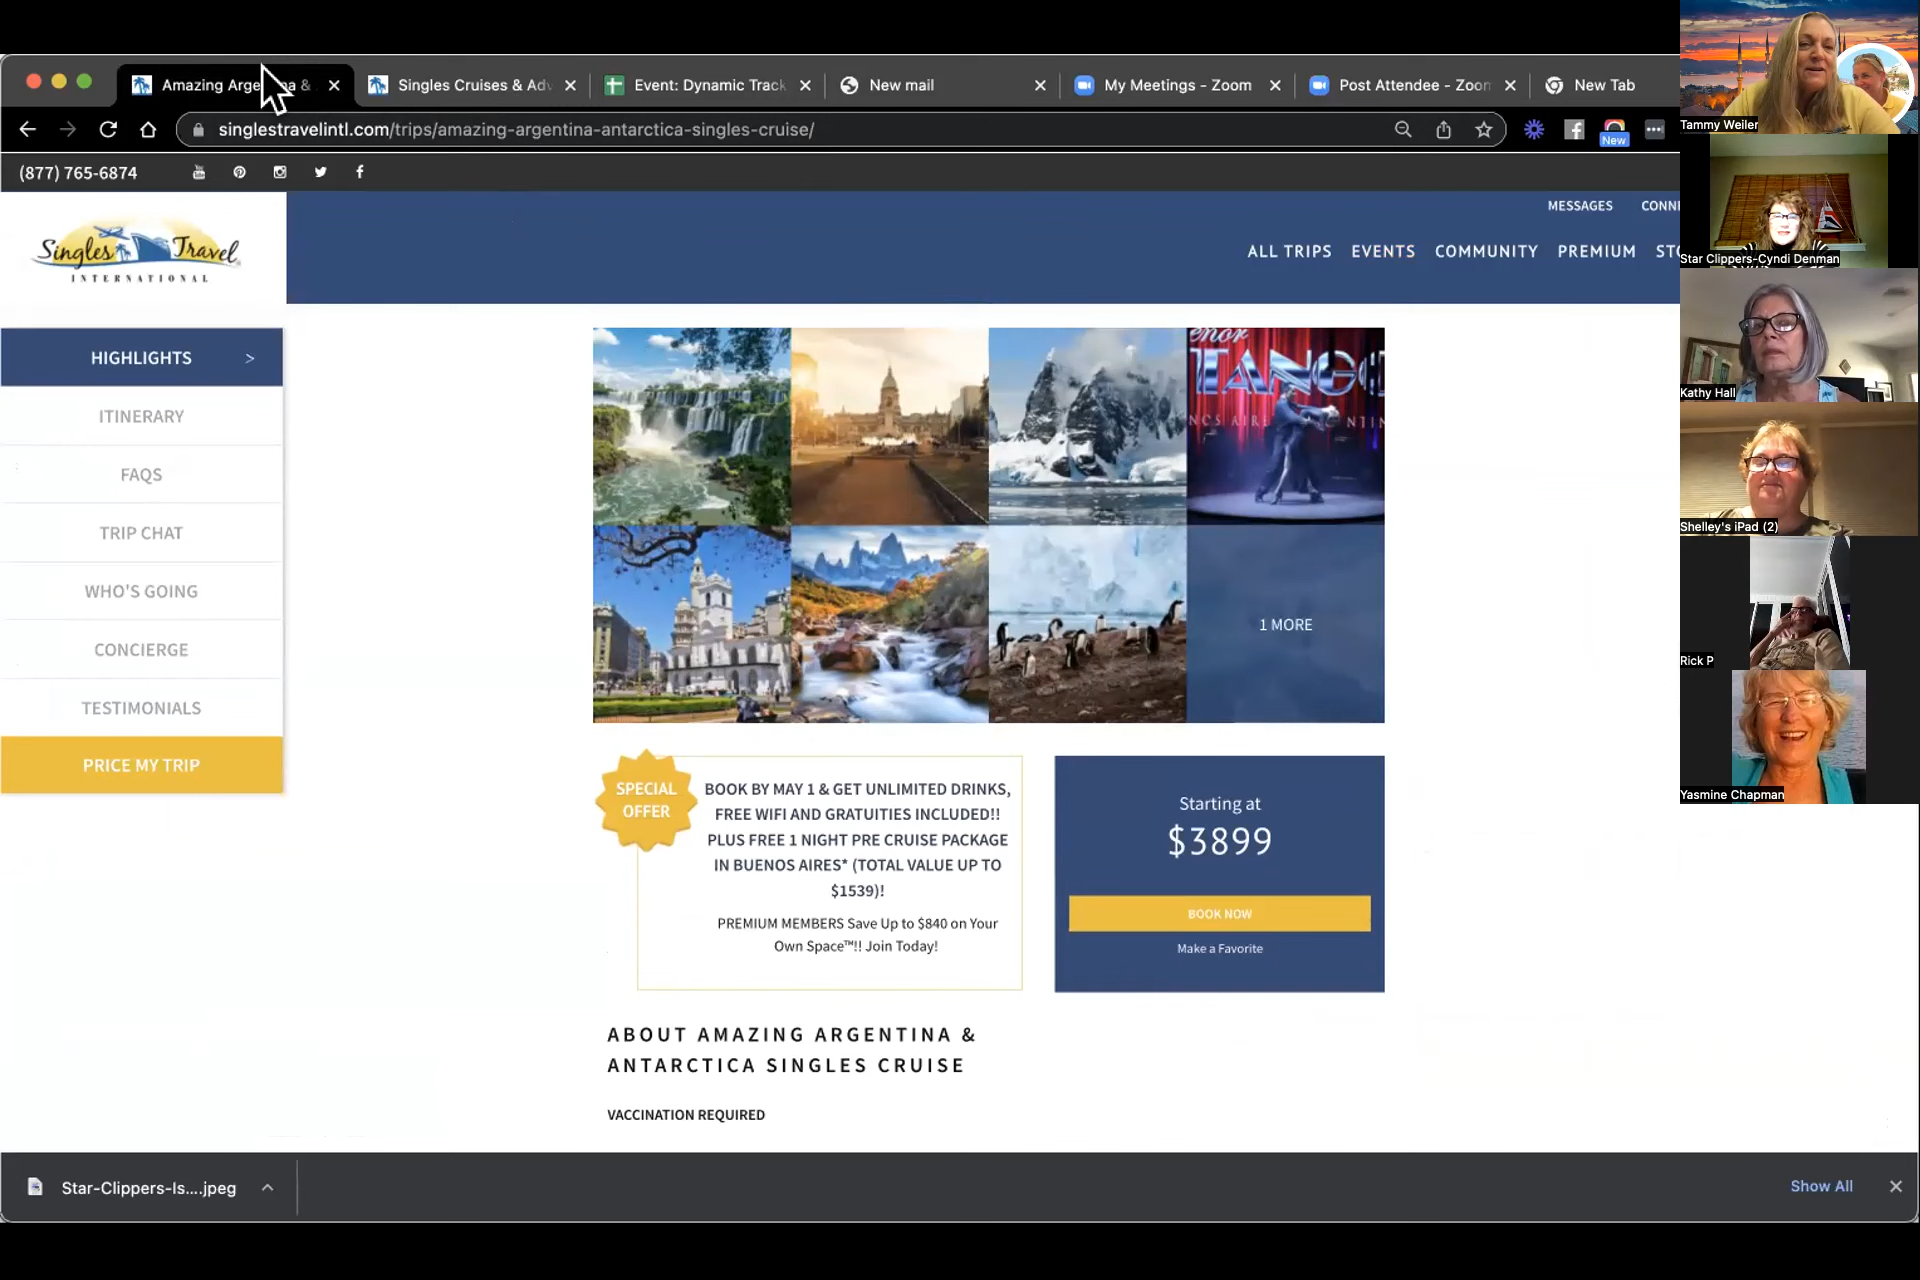 Amazing Arge
a &
Singles Cruises & Adv
Event: Dynamic Track
New mail
My Meetings - Zoom
Post Attendee - Zoom
New Tab
singlestravelintl.com/trips/amazing-argentina-antarctica-singles-cruise/
New
(877) 765-6874
Singles Travel
INTERNATIONAL
MESSAGES
CONNE
ALL TRIPS
EVENTS
COMMUNITY
PREMIUM
STO
HIGHLIGHTS >
ITINERARY
FAQS
TRIP CHAT
WHO'S GOING
CONCIERGE
TESTIMONIALS
PRICE MY TRIP
TANG
1 MORE
SPECIAL
OFFER
BOOK BY MAY 1 & GET UNLIMITED DRINKS,
FREE WIFI AND GRATUITIES INCLUDED!!
PLUS FREE 1 NIGHT PRE CRUISE PACKAGE
IN BUENOS AIRES* (TOTAL VALUE UP TO
$1539)!
PREMIUM MEMBERS Save Up to $840 on Your
Own Space™!! Join Today!
Starting at
$3899
BOOK NOW
Make a Favorite
ABOUT AMAZING ARGENTINA &
ANTARCTICA SINGLES CRUISE
VACCINATION REQUIRED
Star-Clippers-Is....jpeg
Show All
Tammy Weiler
Star Clippers-Cyndi Denman
Kathy Hall
Shelley's iPad (2)
Rick P
Yasmine Chapman